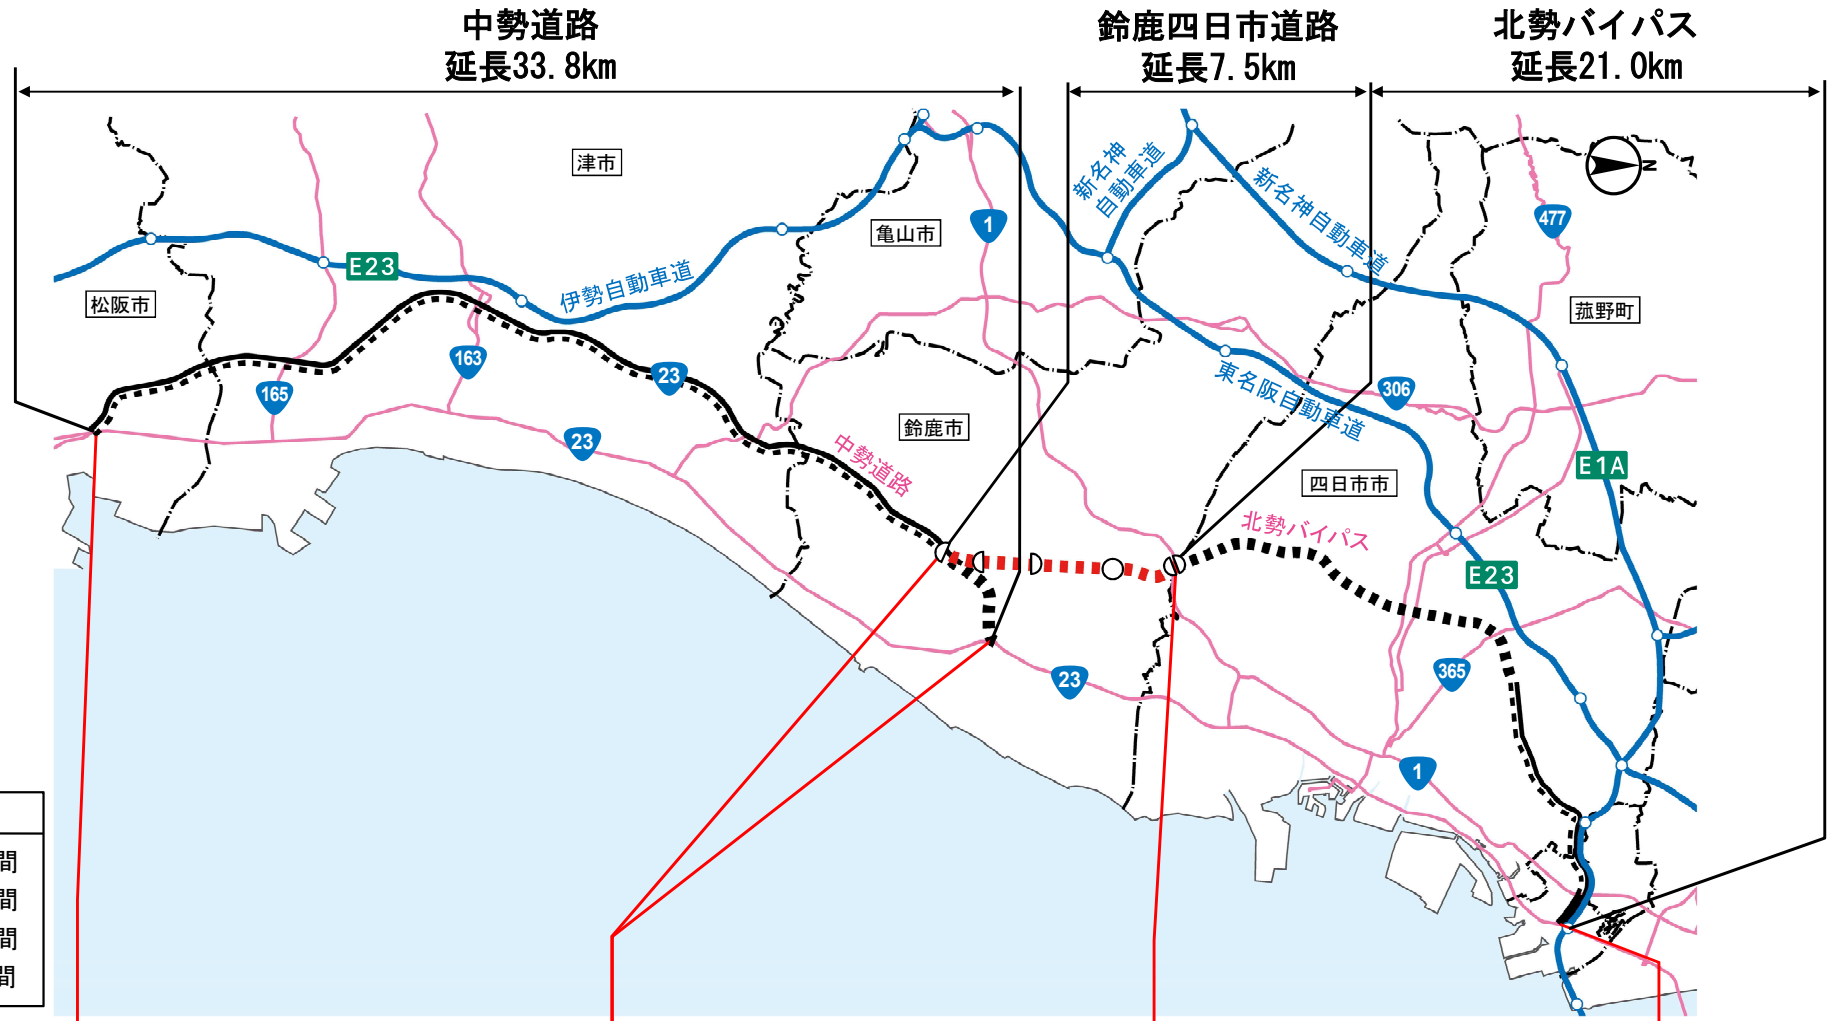 中勢道路
延長33.8km
鈴鹿四日市道路
延長7.5km
北勢バイパス
延長21.0km
津市
亀山市
1
新名神
自動車道
新名神自動車道
N
477
E23
伊勢自動車道
松阪市
菰野町
165
163
23
東名阪自動車道
306
23
鈴鹿市
中勢道路
四日市市
E1A
北勢バイパス
E23
23
365
1
間
間
間
間